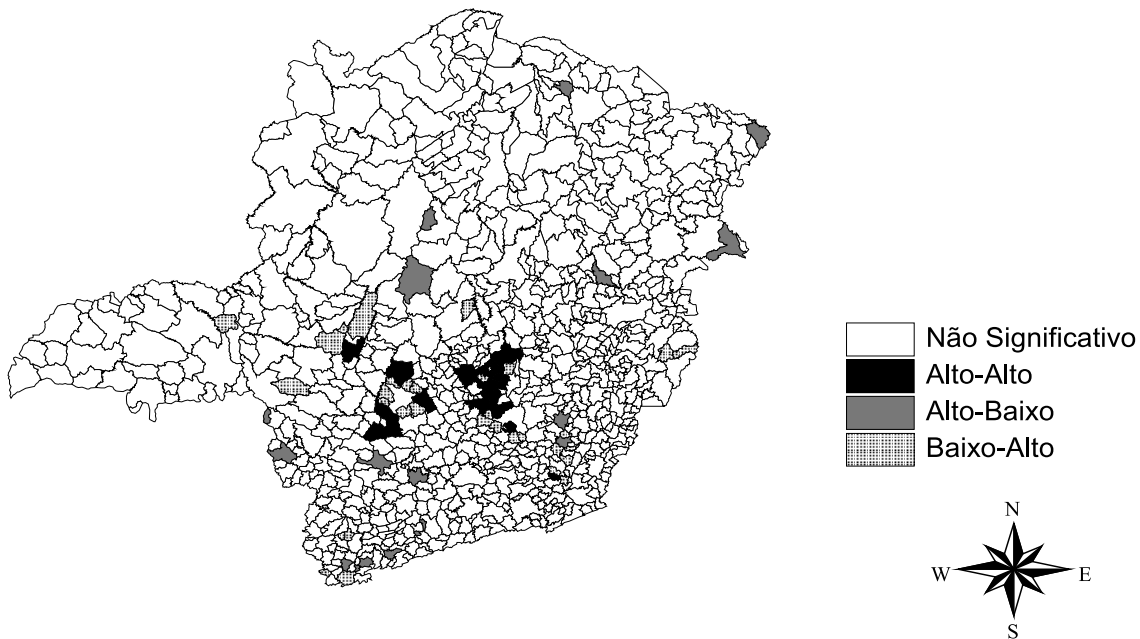 Não Significativo
Alto-Alto
Alto-Baixo
Baixo-Alto
N
W E
S